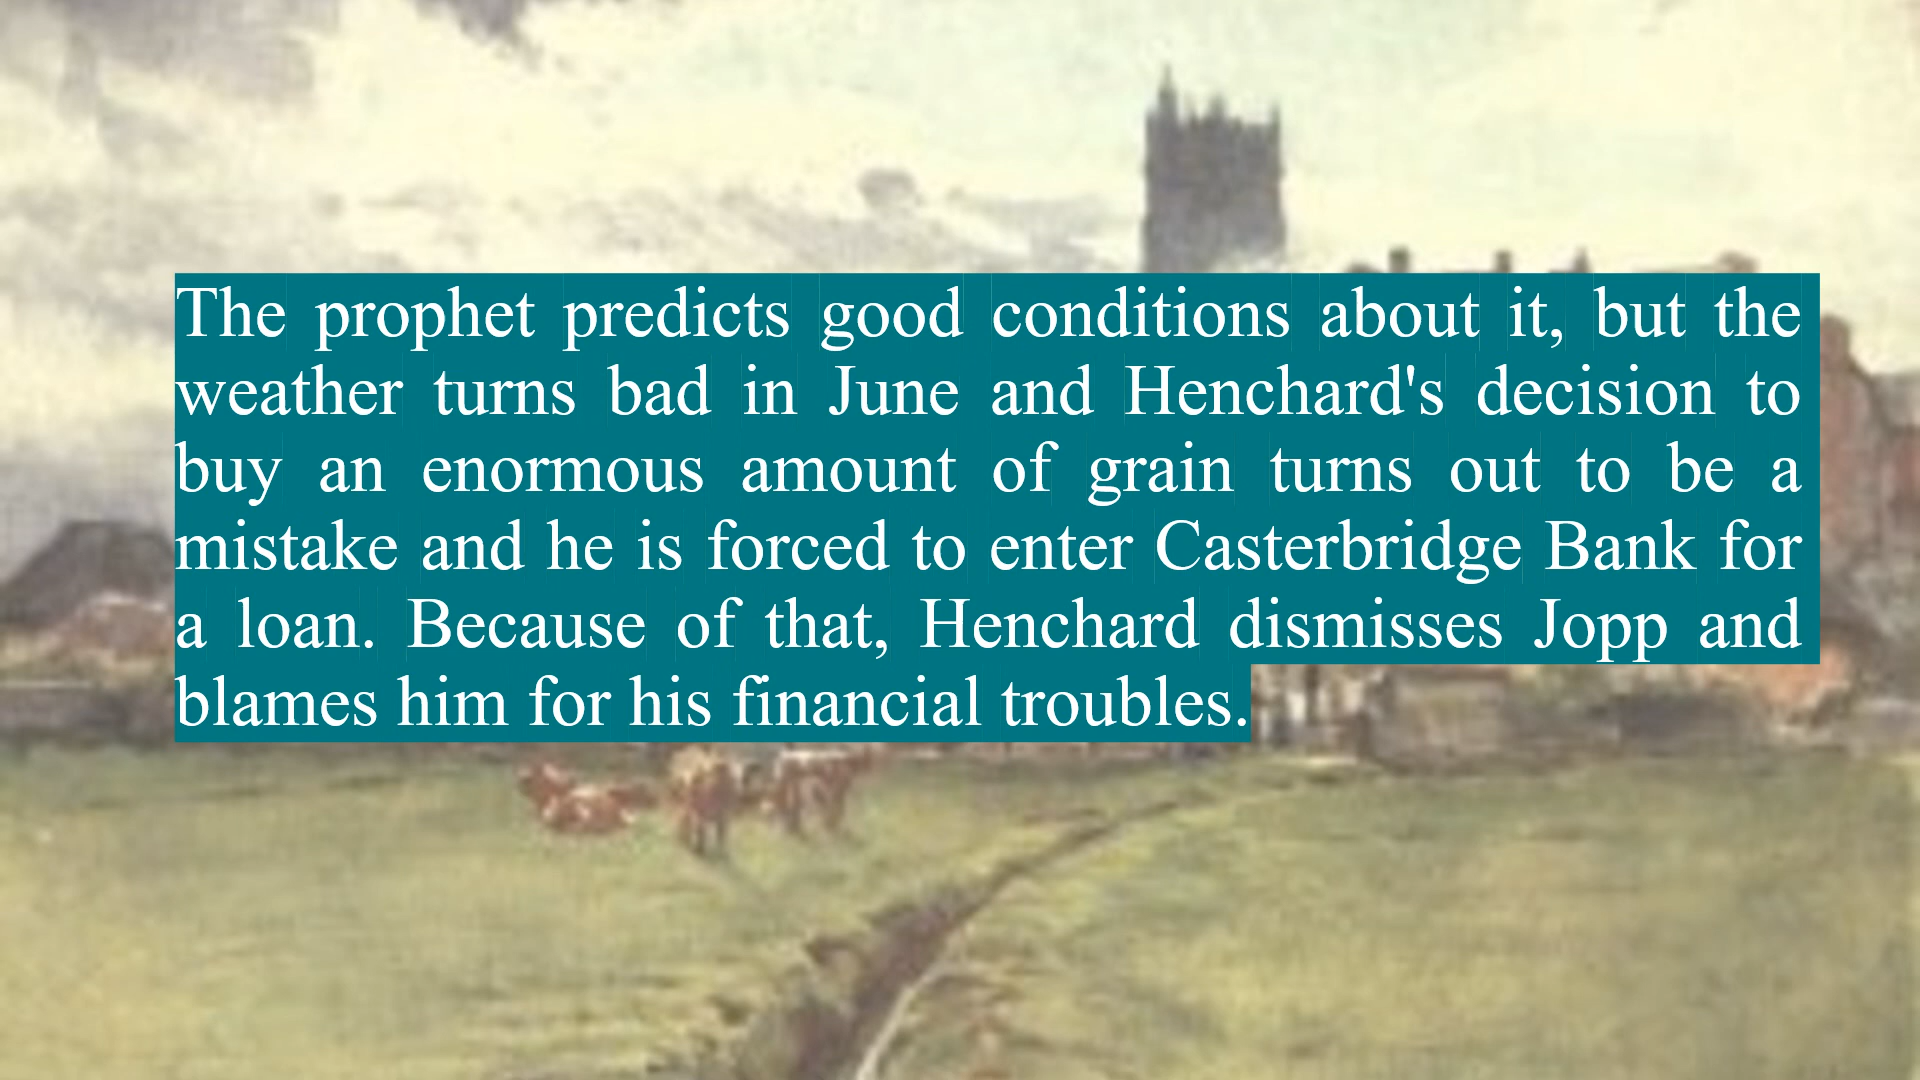 The prophet predicts good conditions about it, but the
weather turns bad in June and Henchard's decision to
buy an enormous amount of grain turns out to be a
mistake and he is forced to enter Casterbridge Bank for
a loan. Because of that, Henchard dismisses Jopp and
blames him for his financial troubles.